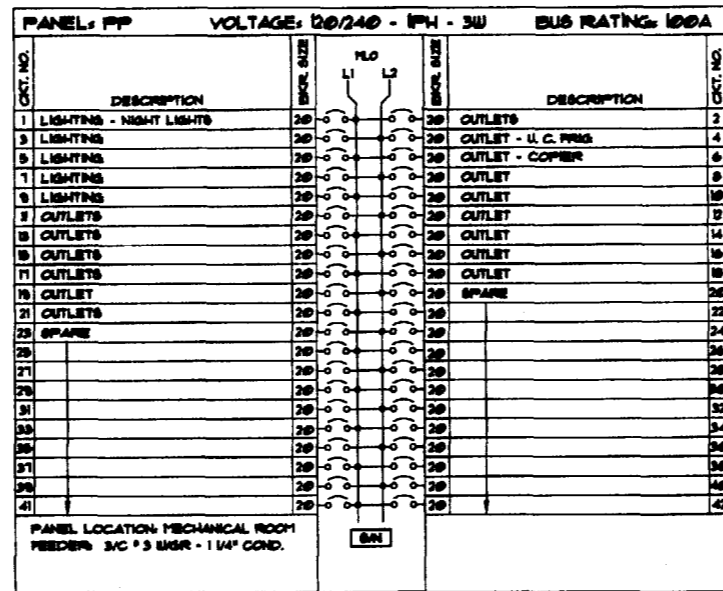 PANEL: PP VOLTAGE: 120/240 - 1PH - 3W BUS RATING: 100A
CKT. NO. DESCRIPTION BKR. SIZE MLO L1 L2 BKR. SIZE DESCRIPTION CKT. NO.
1 LIGHTING - NIGHT LIGHTS 20 20 OUTLETS 2
3 LIGHTING 20 20 OUTLET - U. C. FRIG. 4
5 LIGHTING 20 20 OUTLET - COPIER 6
7 LIGHTING 20 20 OUTLET 8
9 LIGHTING 20 20 OUTLET 10
11 OUTLETS 20 20 OUTLET 12
13 OUTLETS 20 20 OUTLET 14
15 OUTLETS 20 20 OUTLET 16
17 OUTLETS 20 20 OUTLET 18
19 OUTLET 20 20 SPARE 20
21 OUTLETS 20 20 22
23 SPARE 20 20 24
25 20 20 26
27 20 20 28
29 20 20 30
31 20 20 32
33 20 20 34
35 20 20 36
37 20 20 38
39 20 20 40
41 20 20 42
PANEL LOCATION: MECHANICAL ROOM
FEEDER: 3/C # 3 W/GR - 1 1/4" COND.
S/N